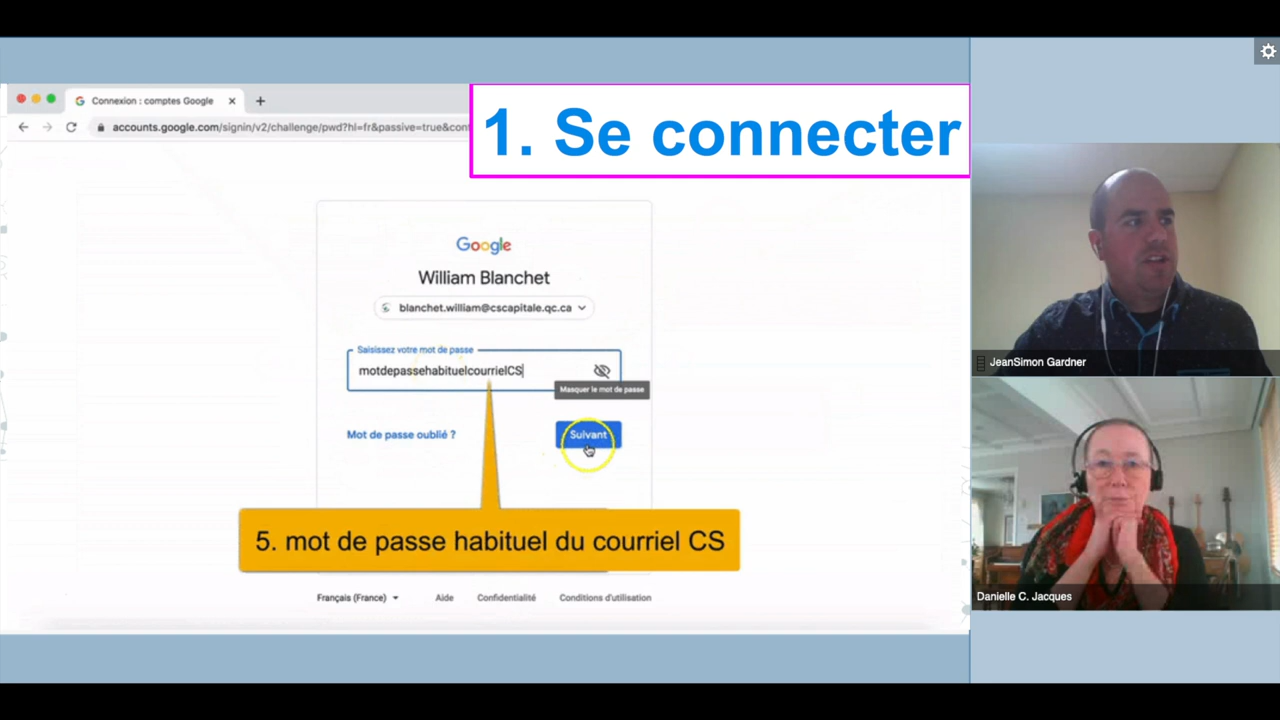 Connexion : comptes Google
accounts.google.com/signin/v2/challenge/pwd?hl=fr&passive=true&con
1. Se connecter
Google
William Blanchet
blanchet.william@cscapitale.qc.ca
Saisissez votre mot de passe
motdepassehabituelcourrielCS
Masquer le mot de passe
Mot de passe oublié ?
Suivant
5. mot de passe habituel du courriel CS
Français (France)
Aide
Confidentialité
Conditions d'utilisation
JeanSimon Gardner
Danielle C. Jacques